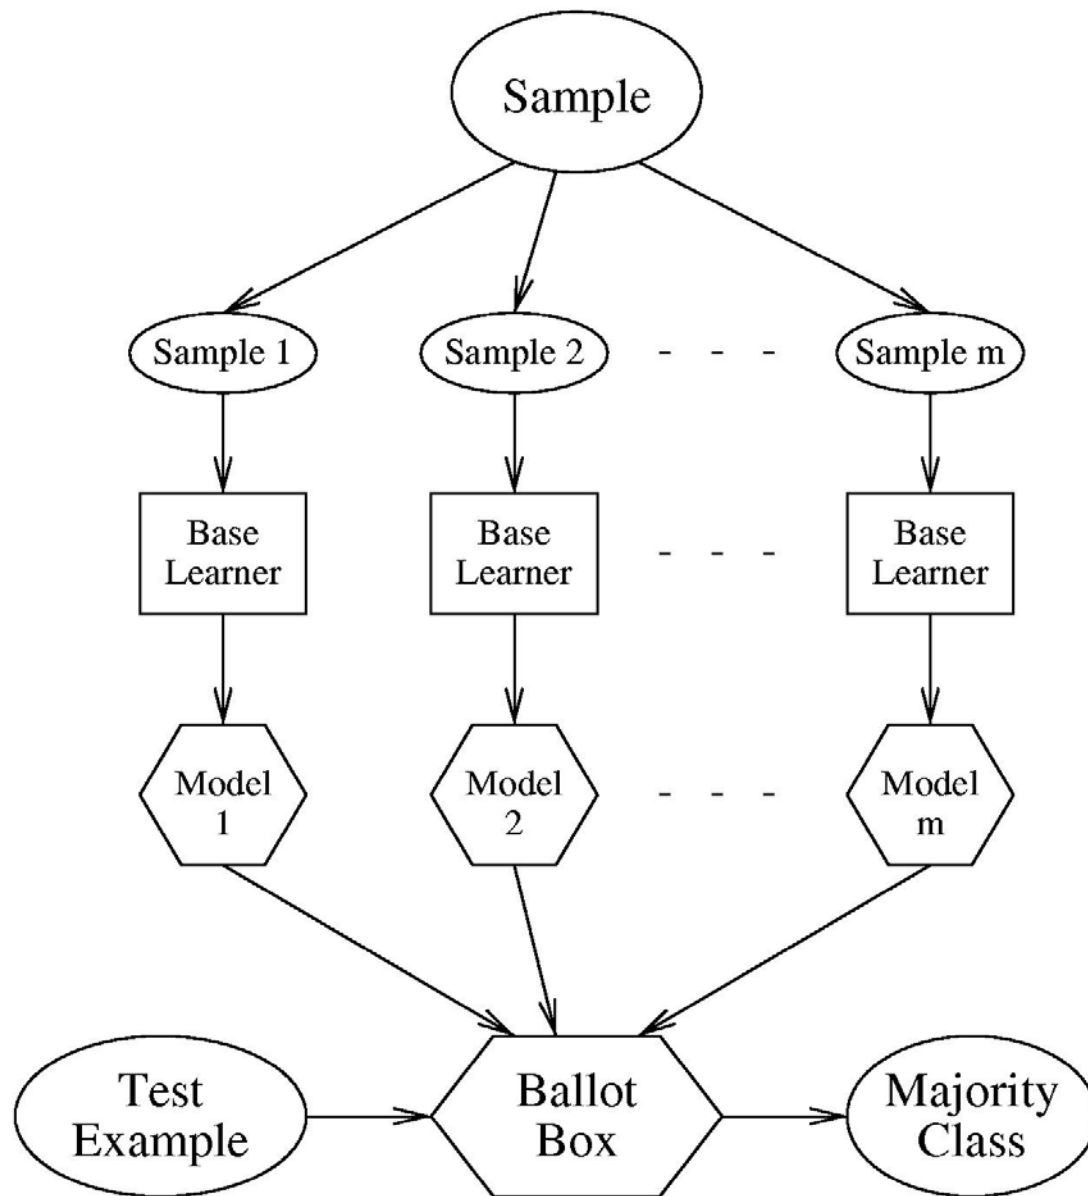 Sample
Sample 1
Sample 2
- - -
Sample m
Base
Learner
Base
Learner
- - -
Base
Learner
Model
1
Model
2
- - -
Model
m
Test
Example
Ballot
Box
Majority
Class